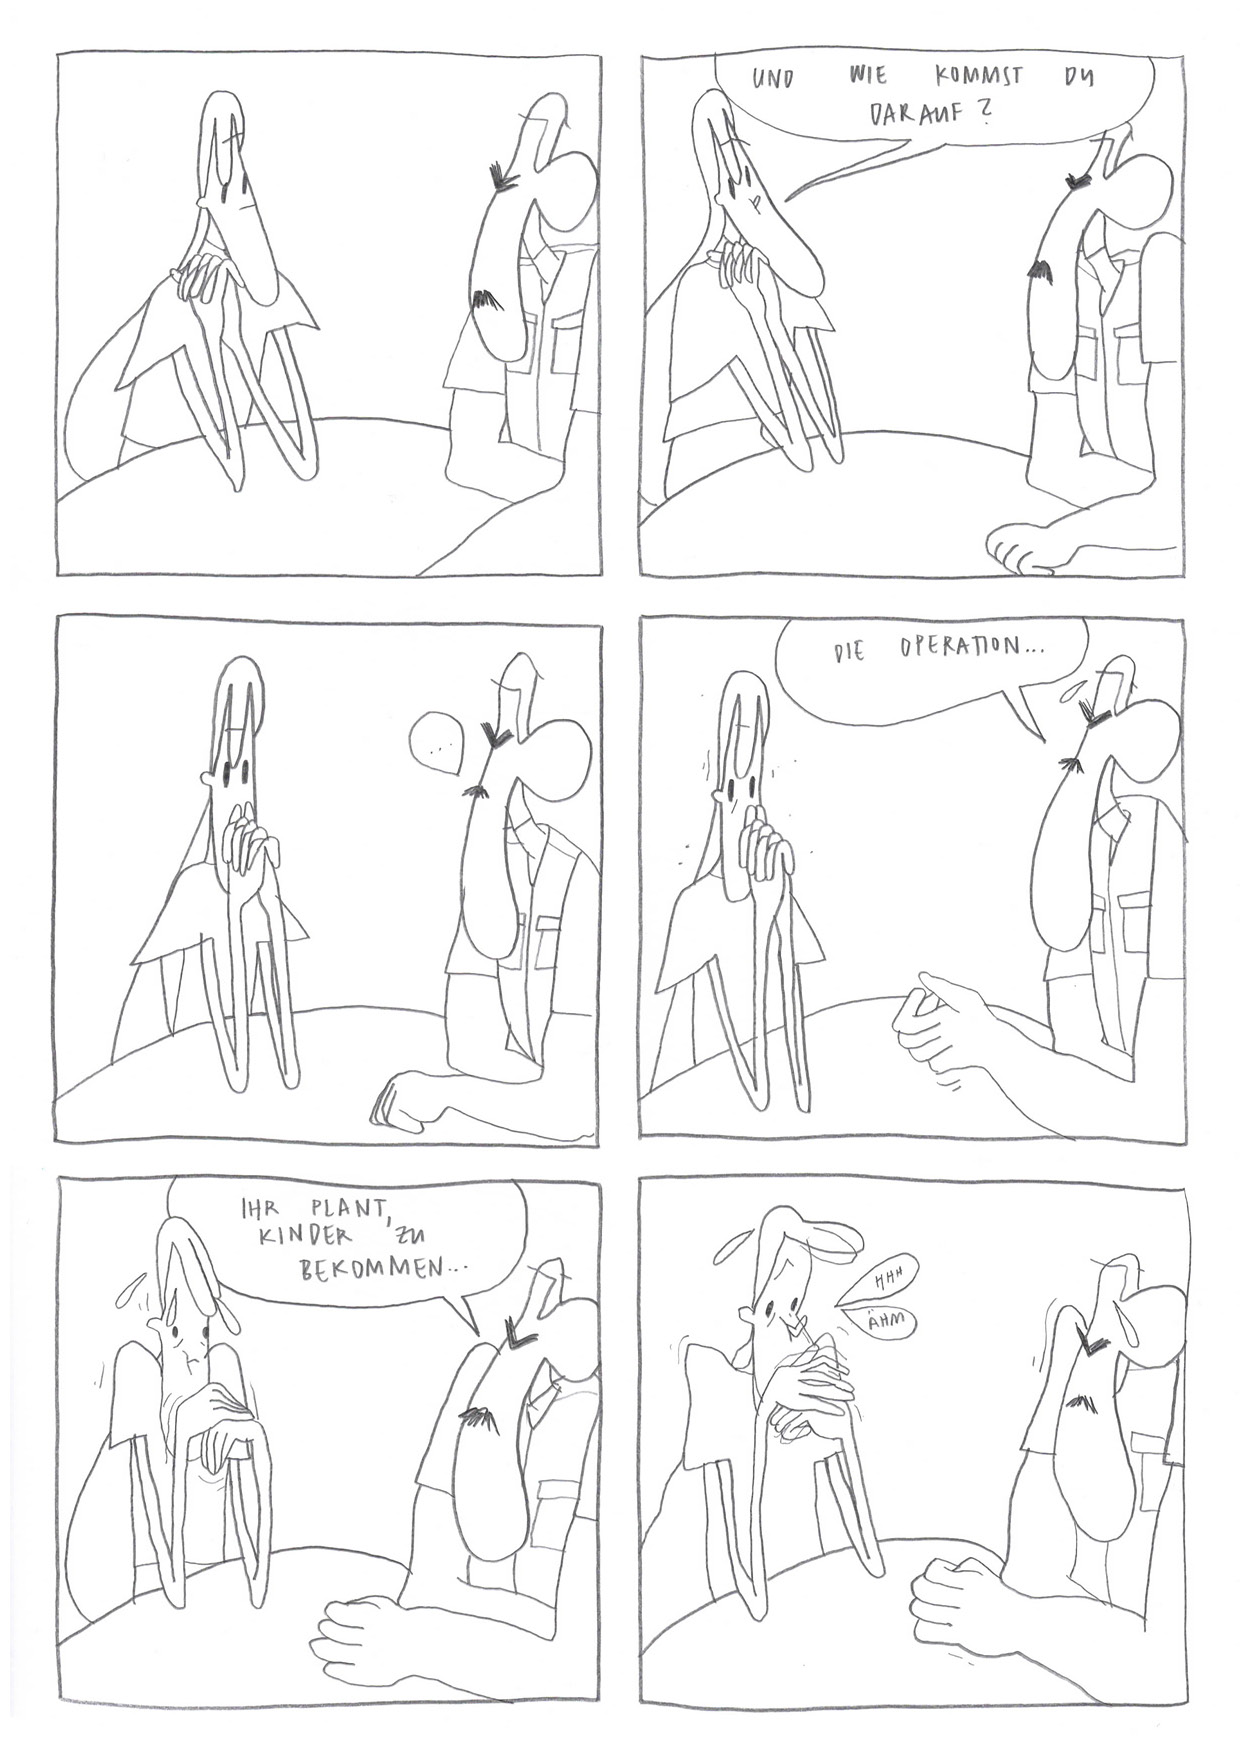 UND WIE KOMMST DU
DARAUF?
...
DIE OPERATION...
IHR PLANT,
KINDER ZU
BEKOMMEN...
HHH
ÄHM